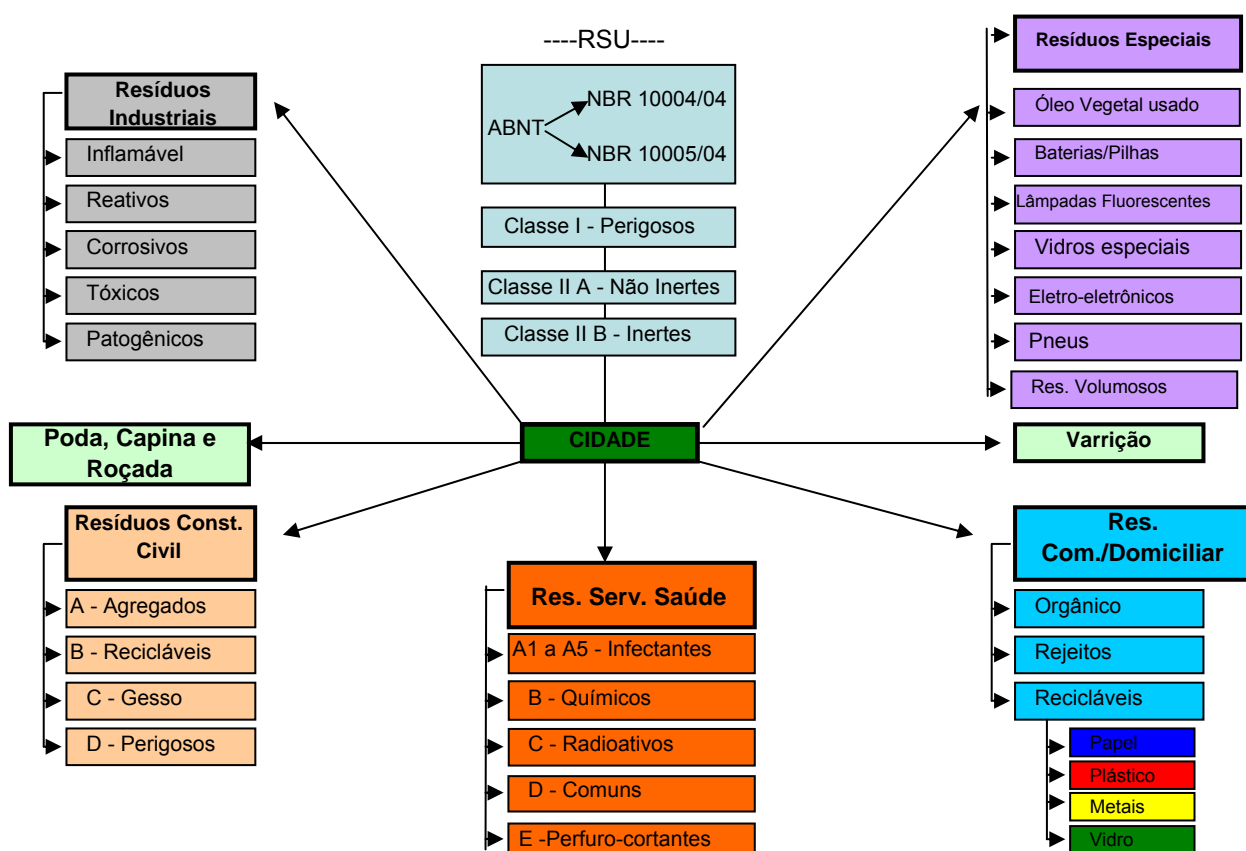 ----RSU----
ABNT
NBR 10004/04
NBR 10005/04
Classe I - Perigosos
Classe II A - Não Inertes
Classe II B - Inertes
Resíduos
Industriais
Inflamável
Reativos
Corrosivos
Tóxicos
Patogênicos
Resíduos Especiais
Óleo Vegetal usado
Baterias/Pilhas
Lâmpadas Fluorescentes
Vidros especiais
Eletro-eletrônicos
Pneus
Res. Volumosos
Poda, Capina e
Roçada
CIDADE
Varrição
Resíduos Const.
Civil
A - Agregados
B - Recicláveis
C - Gesso
D - Perigosos
Res. Serv. Saúde
A1 a A5 - Infectantes
B - Químicos
C - Radioativos
D - Comuns
E -Perfuro-cortantes
Res.
Com./Domiciliar
Orgânico
Rejeitos
Recicláveis
Papel
Plástico
Metais
Vidro